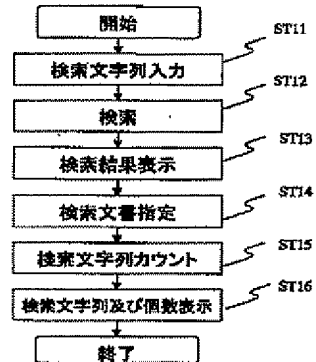 開始
ST11
検索文字列入力
ST12
検索
ST13
検索結果表示
ST14
検索文書指定
ST15
検索文字列カウント
ST16
検索文字列及び個数表示
終了